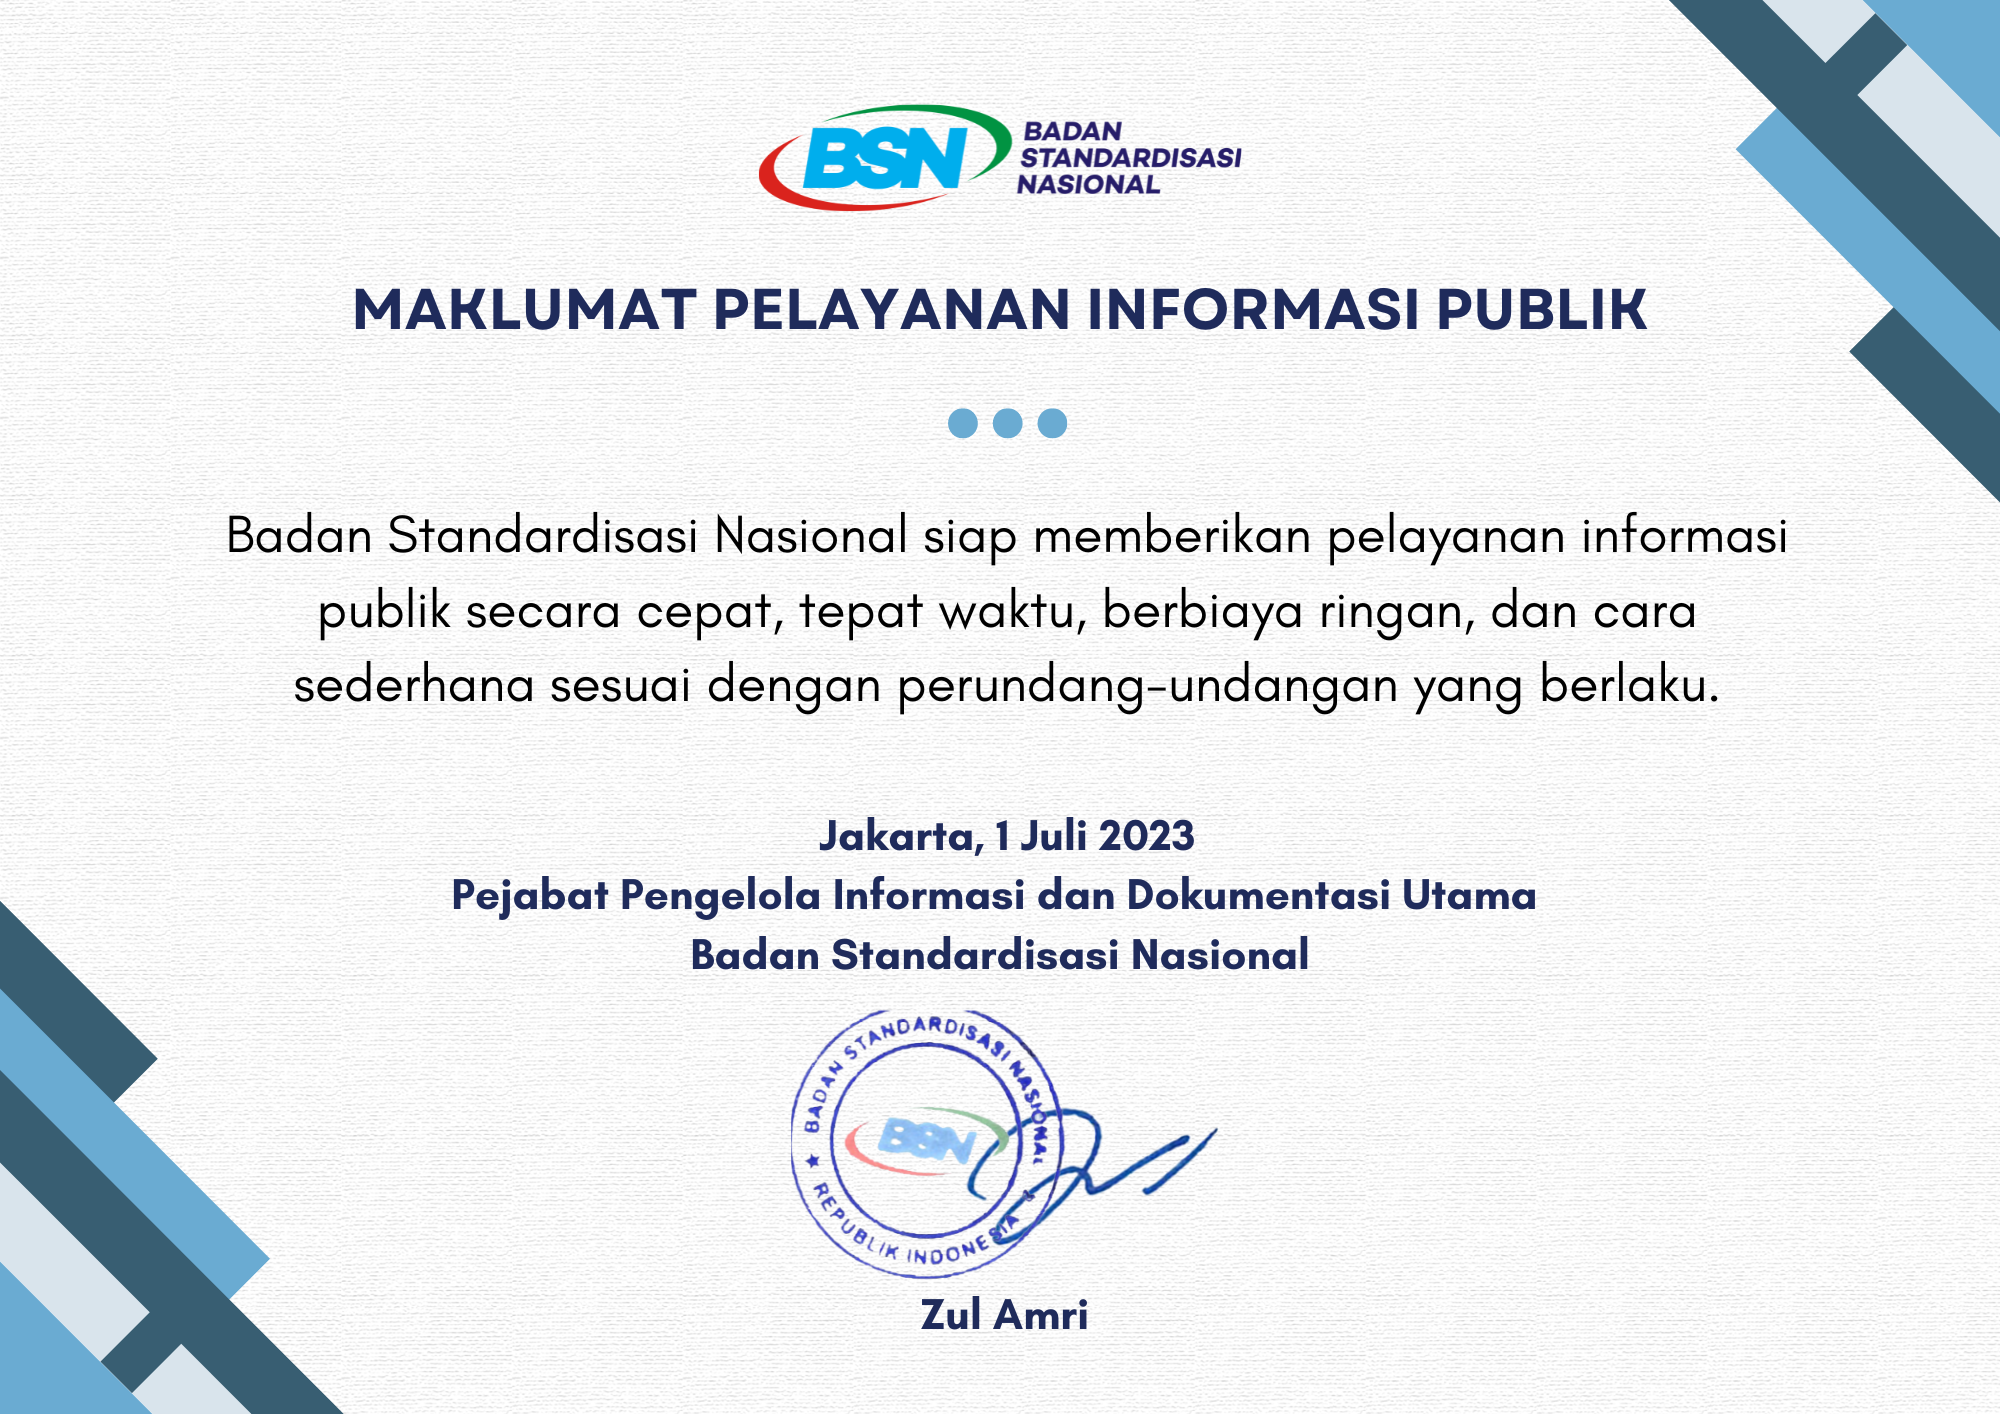 BSN
BADAN
STANDARDISASI
NASIONAL
MAKLUMAT PELAYANAN INFORMASI PUBLIK
Badan Standardisasi Nasional siap memberikan pelayanan informasi
publik secara cepat, tepat waktu, berbiaya ringan, dan cara
sederhana sesuai dengan perundang-undangan yang berlaku.
Jakarta, 1 Juli 2023
Pejabat Pengelola Informasi dan Dokumentasi Utama
Badan Standardisasi Nasional
BADAN STANDARDISASI NASIONAL
BSN
REPUBLIK INDONESIA
Zul Amri